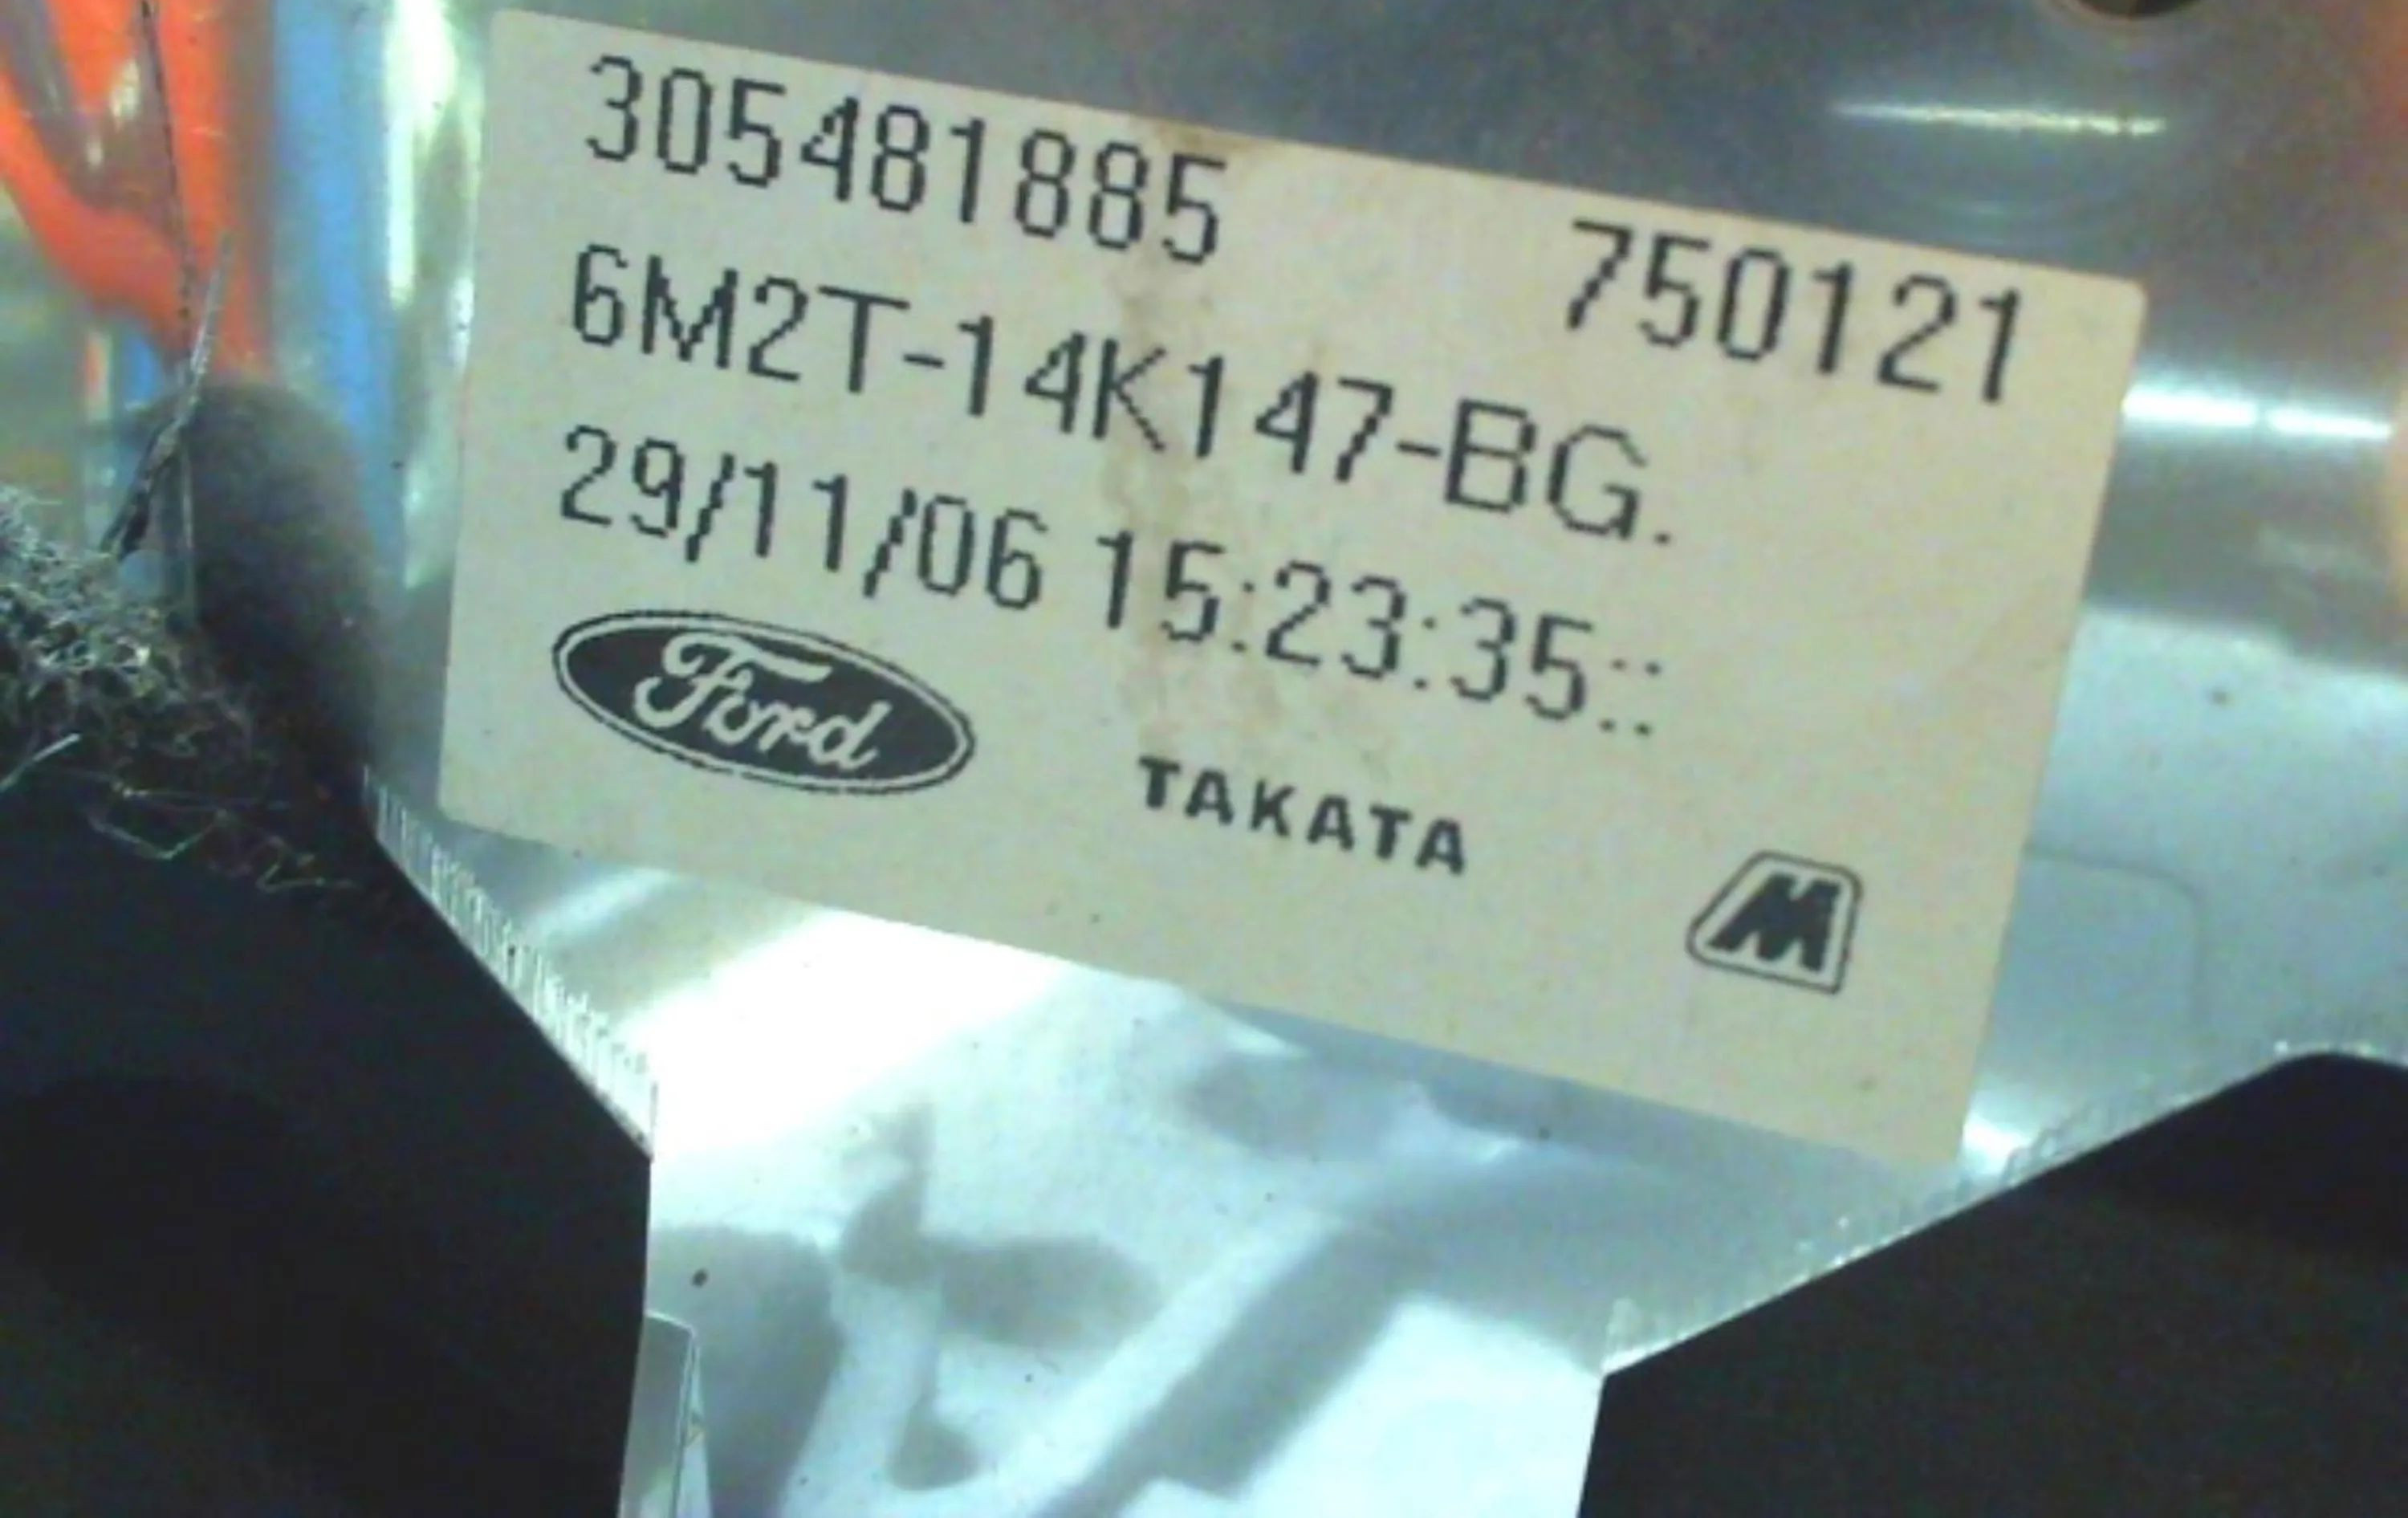 305481885 750121
6M2T-14K147-BG.
29/11/06 15:23:35::
Ford TAKATA M